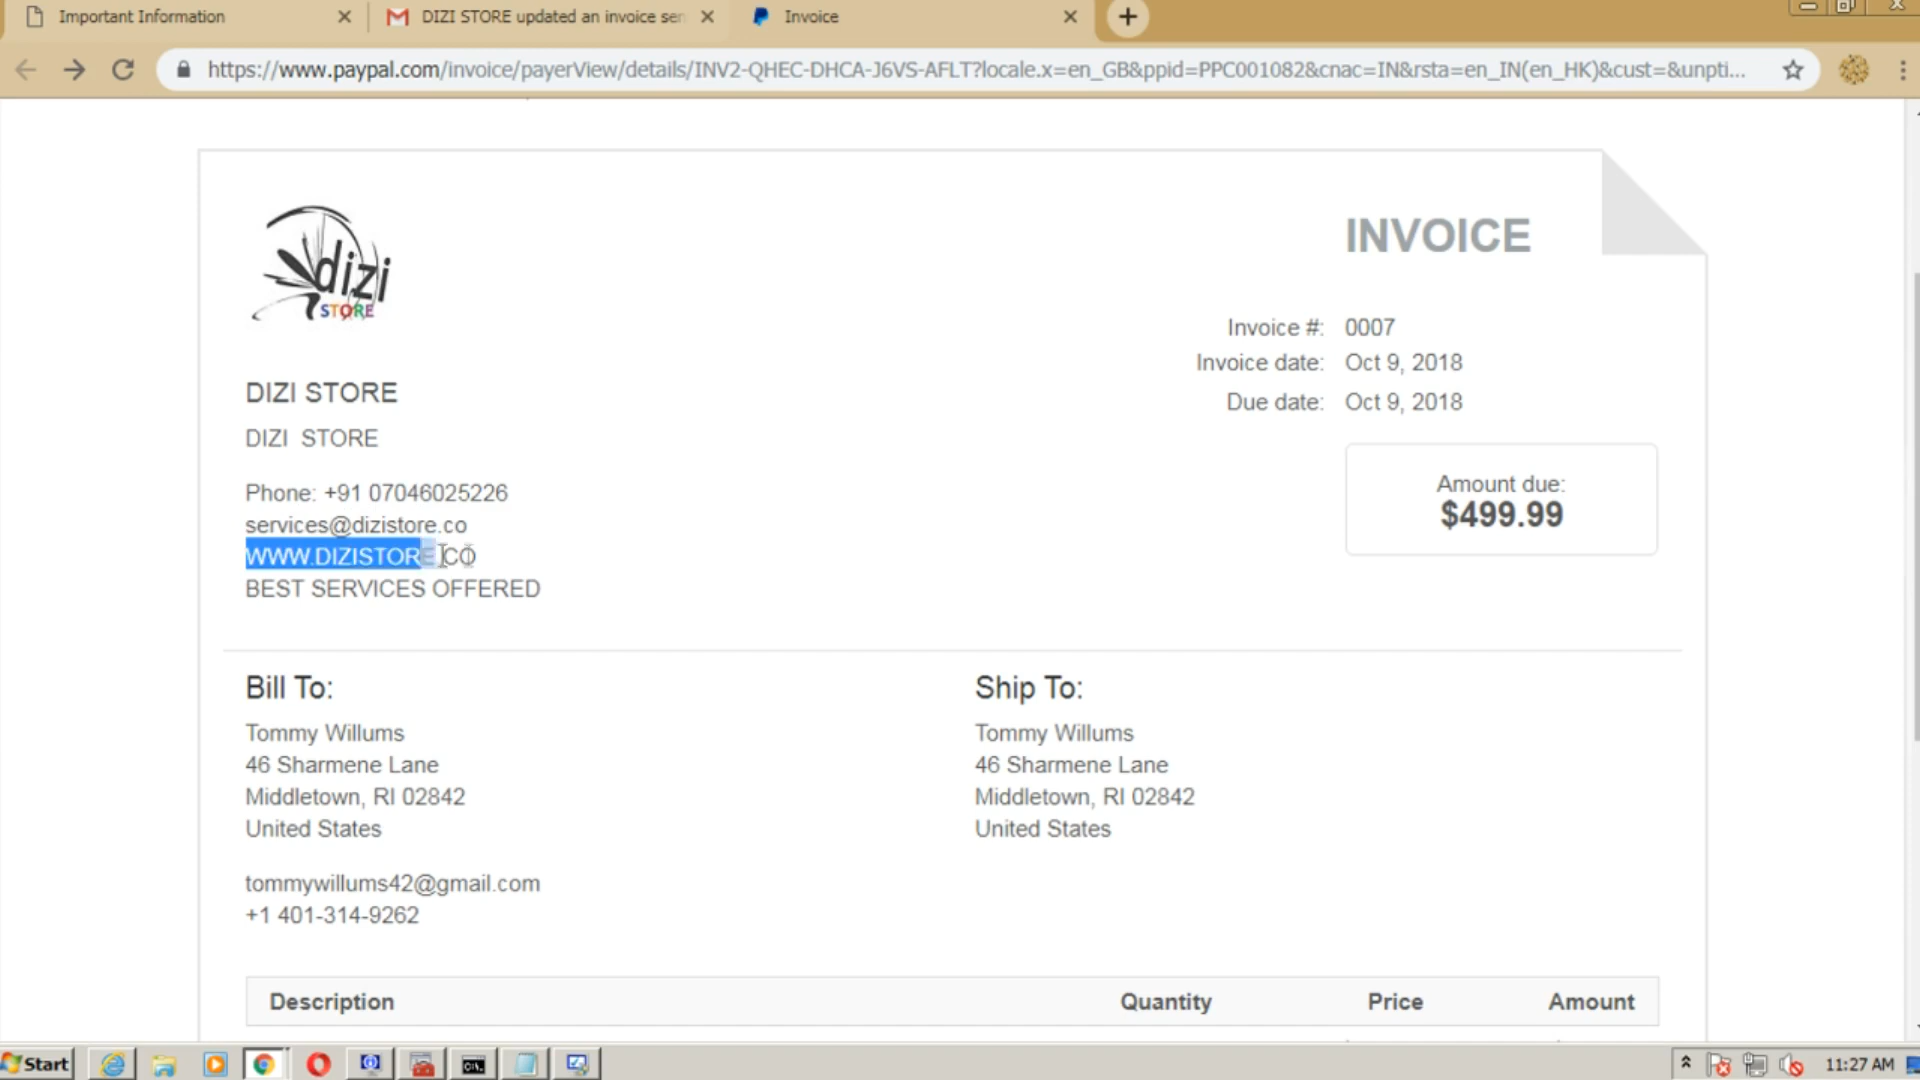 Important Information
DIZI STORE updated an invoice sen
Invoice
https://www.paypal.com/invoice/payerView/details/INV2-QHEC-DHCA-J6VS-AFLT?locale.x=en_GB&ppid=PPC001082&cnac=IN&rsta=en_IN(en_HK)&cust=&unpti...
dizi
STORE
INVOICE
Invoice #: 0007
Invoice date: Oct 9, 2018
Due date: Oct 9, 2018
Amount due:
$499.99
DIZI STORE
DIZI STORE
Phone: +91 07046025226
services@dizistore.co
WWW.DIZISTORE.CO
BEST SERVICES OFFERED
Bill To:
Tommy Willums
46 Sharmene Lane
Middletown, RI 02842
United States
tommywillums42@gmail.com
+1 401-314-9262
Ship To:
Tommy Willums
46 Sharmene Lane
Middletown, RI 02842
United States
Description Quantity Price Amount
Start
11:27 AM